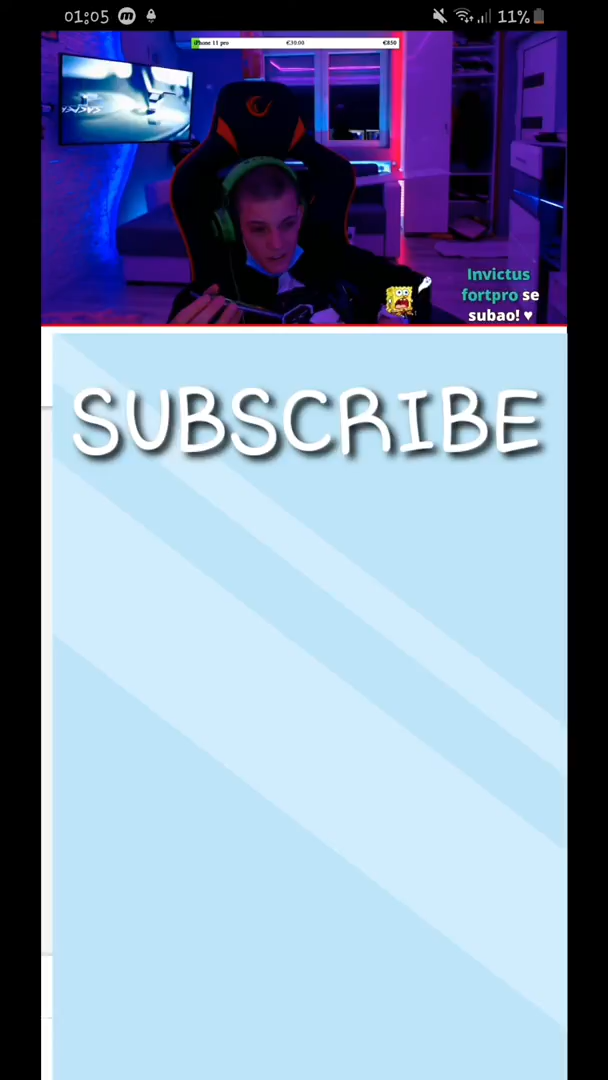 01:05
11%
iPhone 11 pro €30.00 €850
Invictus
fortpro se
subao! ♥
SUBSCRIBE